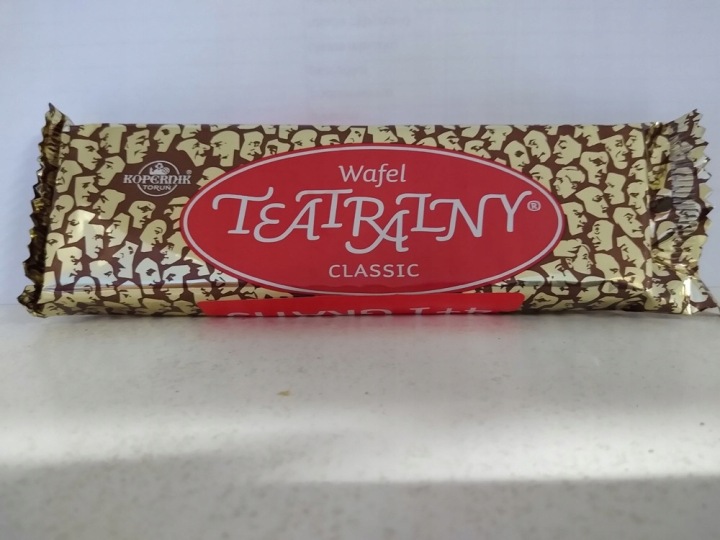 KOPERNIK®
TORUŃ
Wafel
TEATRALNY®
CLASSIC